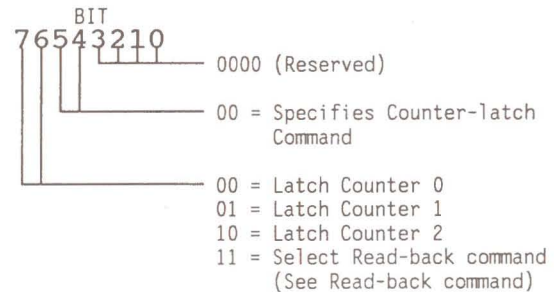 BIT
76543210
0000 (Reserved)
00 = Specifies Counter-latch
Command
00 = Latch Counter 0
01 = Latch Counter 1
10 = Latch Counter 2
11 = Select Read-back command
(See Read-back command)